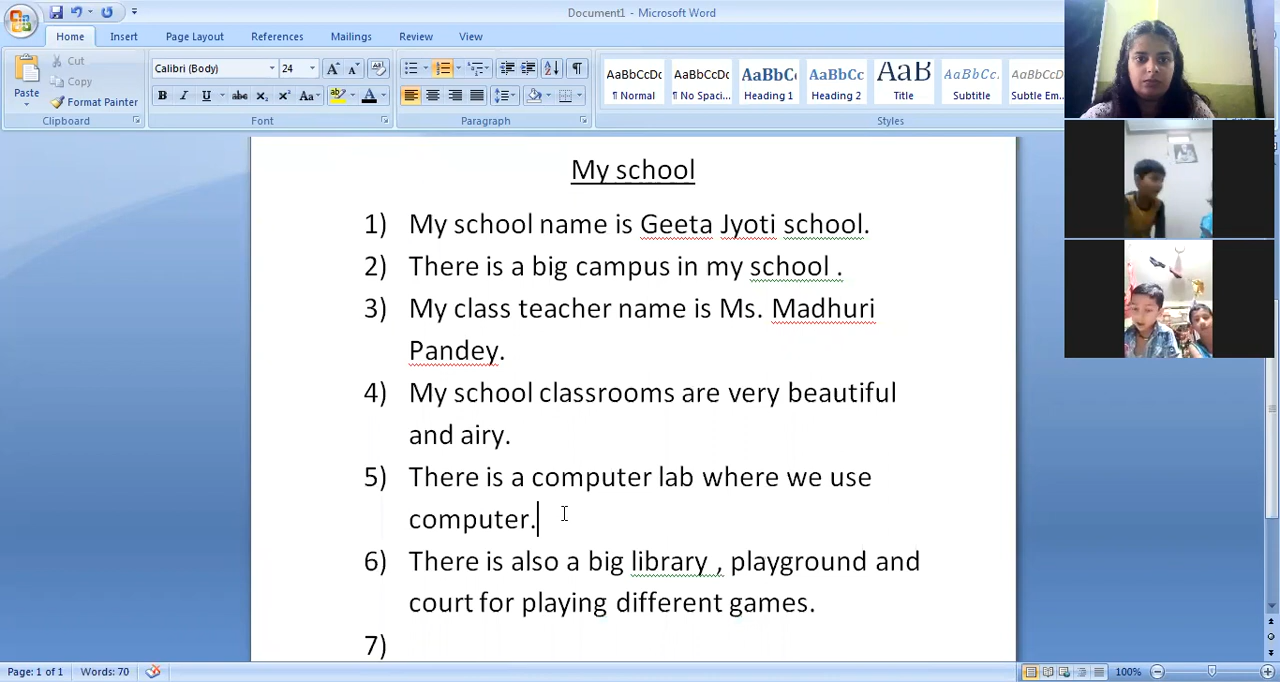 Document1 - Microsoft Word
Home Insert Page Layout References Mailings Review View
Paste
Cut
Copy
Format Painter
Clipboard
Calibri (Body) 24
Font
Paragraph
AaBbCcDc AaBbCcDc AaBbC AaBbCc AaB AaBbCc. AaBbCcDc
¶ Normal ¶ No Spaci... Heading 1 Heading 2 Title Subtitle Subtle Em...
Styles
My school
1) My school name is Geeta Jyoti school.
2) There is a big campus in my school .
3) My class teacher name is Ms. Madhuri
Pandey.
4) My school classrooms are very beautiful
and airy.
5) There is a computer lab where we use
computer.
6) There is also a big library , playground and
court for playing different games.
7)
Page: 1 of 1 Words: 70 100%